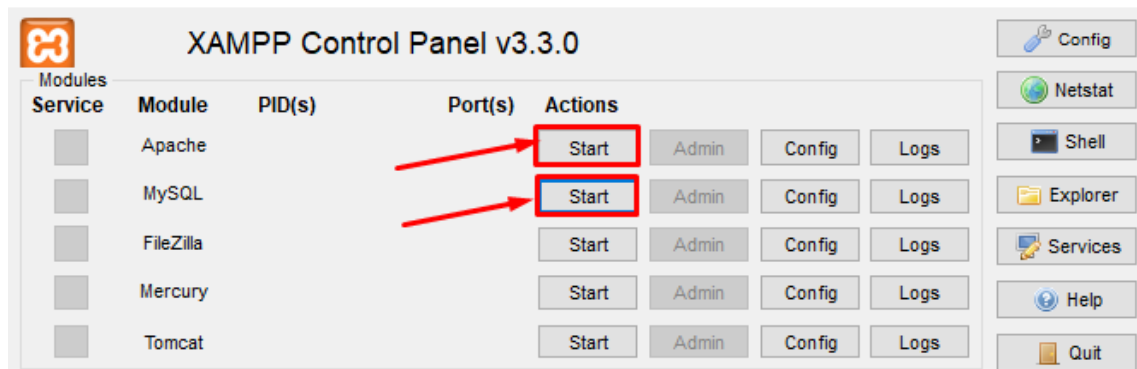 XAMPP Control Panel v3.3.0
Config
Modules
Netstat
Service Module PID(s) Port(s) Actions
Apache Start Admin Config Logs
Shell
MySQL Start Admin Config Logs
Explorer
FileZilla Start Admin Config Logs
Services
Mercury Start Admin Config Logs
Help
Tomcat Start Admin Config Logs
Quit